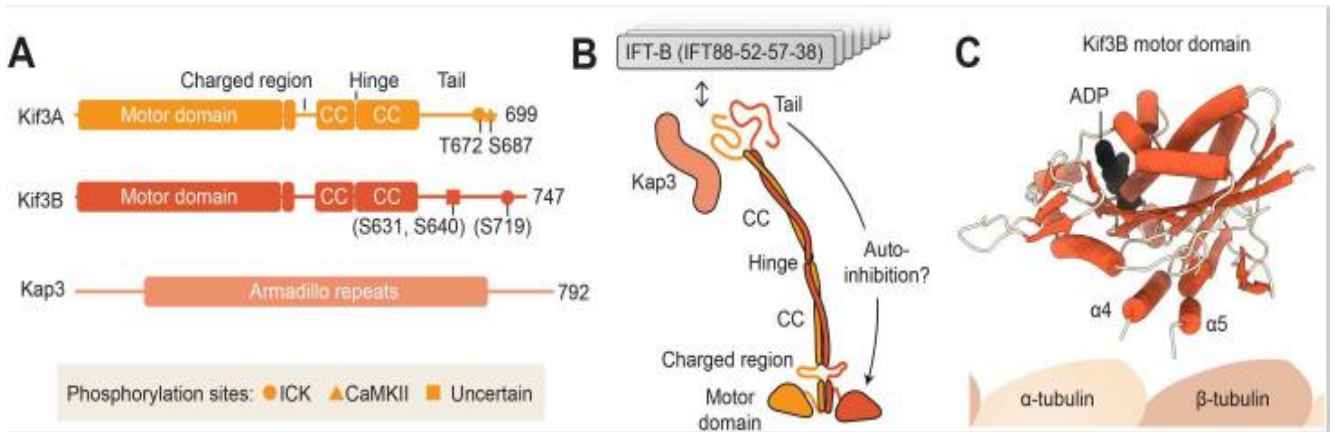 A
Charged region Hinge Tail
Kif3A Motor domain CC CC 699
T672 S687
Kif3B Motor domain CC CC 747
(S631, S640) (S719)
Kap3 Armadillo repeats 792
Phosphorylation sites: ICK CaMKII Uncertain
B
IFT-B (IFT88-52-57-38)
Tail
Kap3
CC
Hinge
Auto-
inhibition?
CC
Charged region
Motor
domain
C
Kif3B motor domain
ADP
α4
α5
α-tubulin β-tubulin